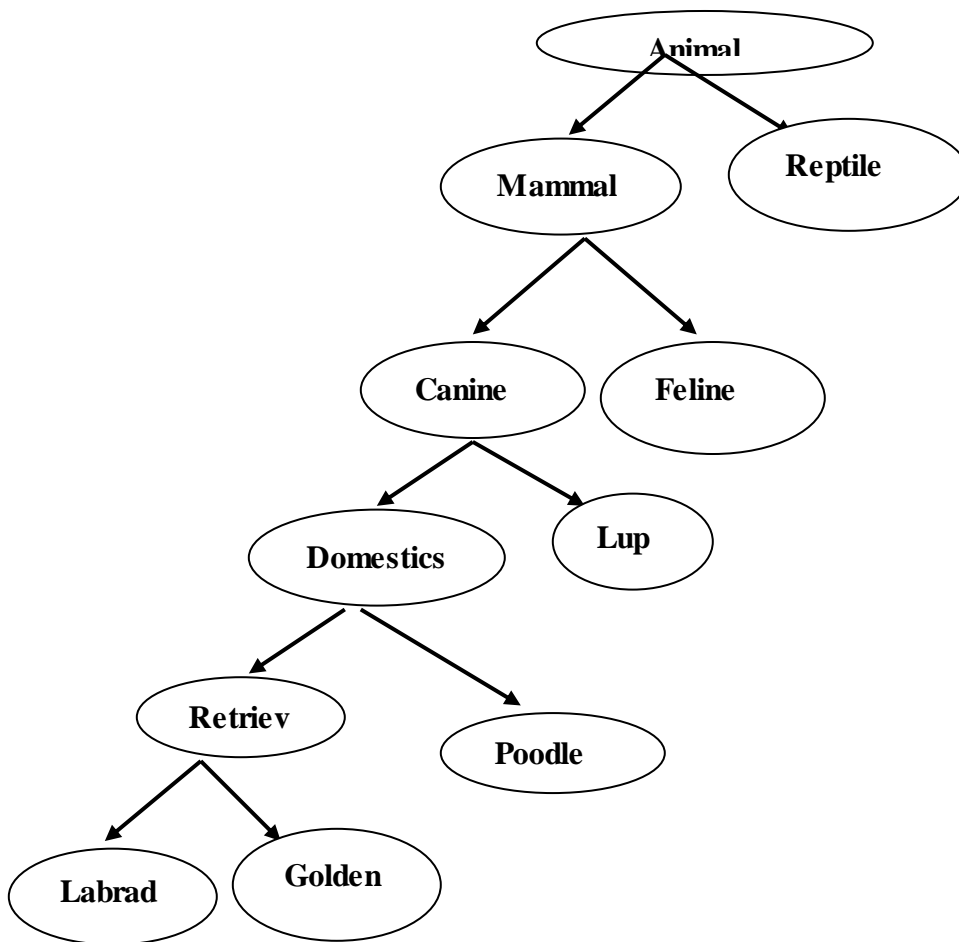 Animal
Mammal
Reptile
Canine
Feline
Domestics
Lup
Retriev
Poodle
Labrad
Golden